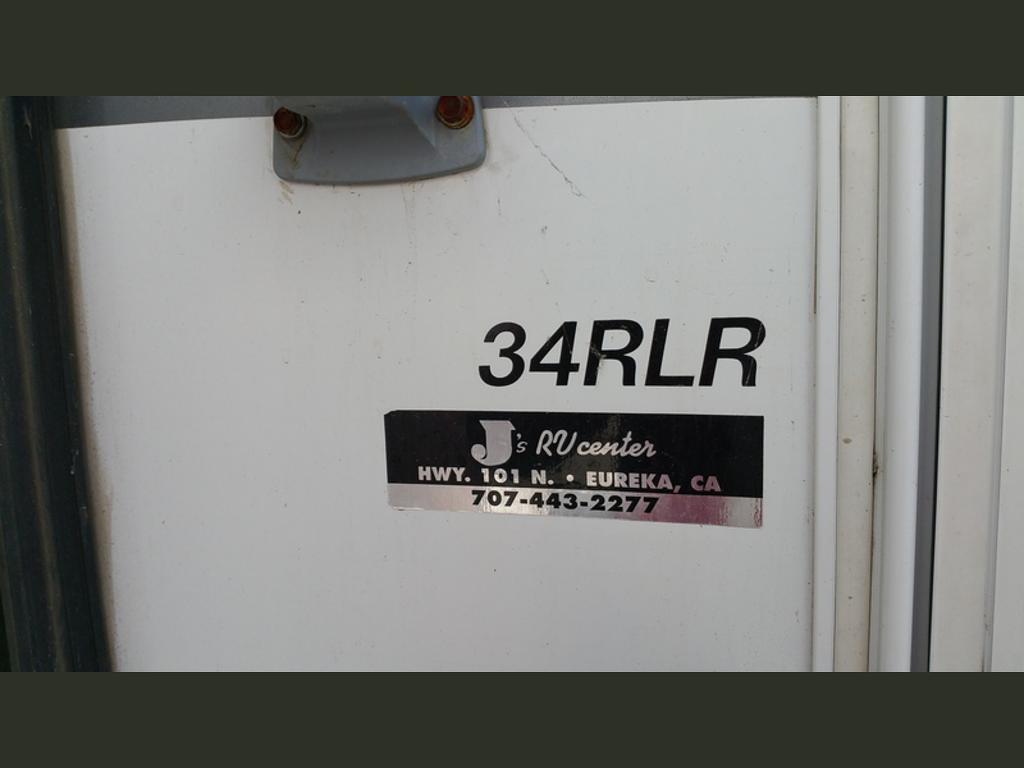 34RLR
J's RV center
HWY. 101 N. • EUREKA, CA
707-443-2277